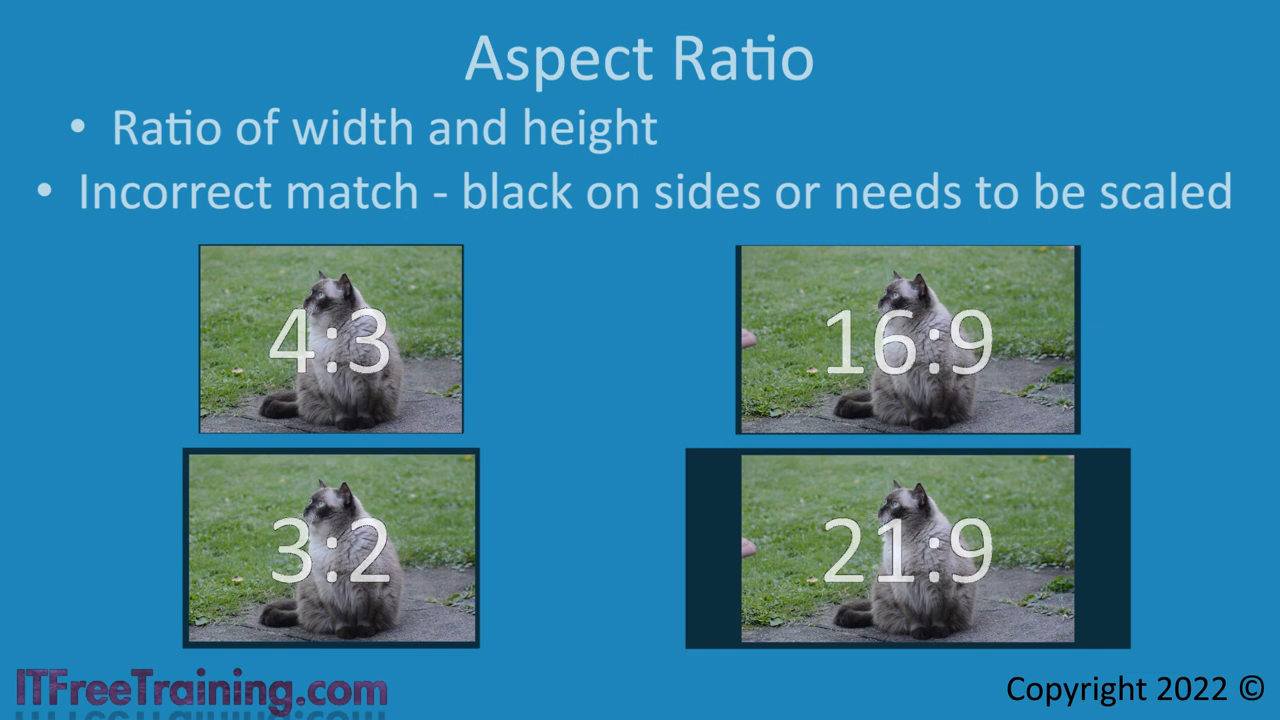 Aspect Ratio
• Ratio of width and height
• Incorrect match - black on sides or needs to be scaled
4:3
16:9
3:2
21:9
ITFreeTraining.com
Copyright 2022 ©